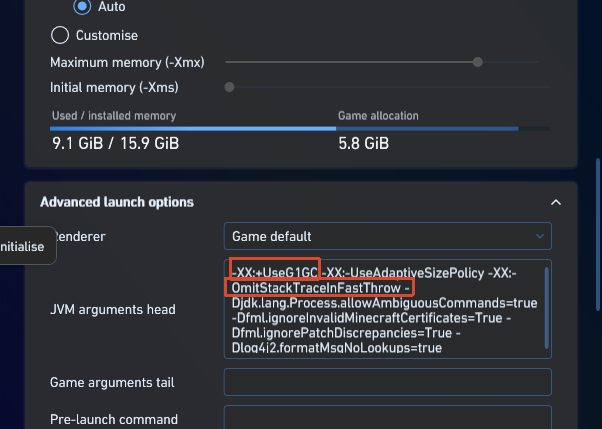 Auto
Customise
Maximum memory (-Xmx)
Initial memory (-Xms)
Used / installed memory
Game allocation
9.1 GiB / 15.9 GiB
5.8 GiB
Advanced launch options
nitialise
enderer
Game default
JVM arguments head
-XX:+UseG1GC -XX:-UseAdaptiveSizePolicy -XX:-
OmitStackTraceInFastThrow -
Djdk.lang.Process.allowAmbiguousCommands=true
-Dfml.ignoreInvalidMinecraftCertificates=True -
Dfml.ignorePatchDiscrepancies=True -
Dlog4j2.formatMsgNoLookups=true
Game arguments tail
Pre-launch command